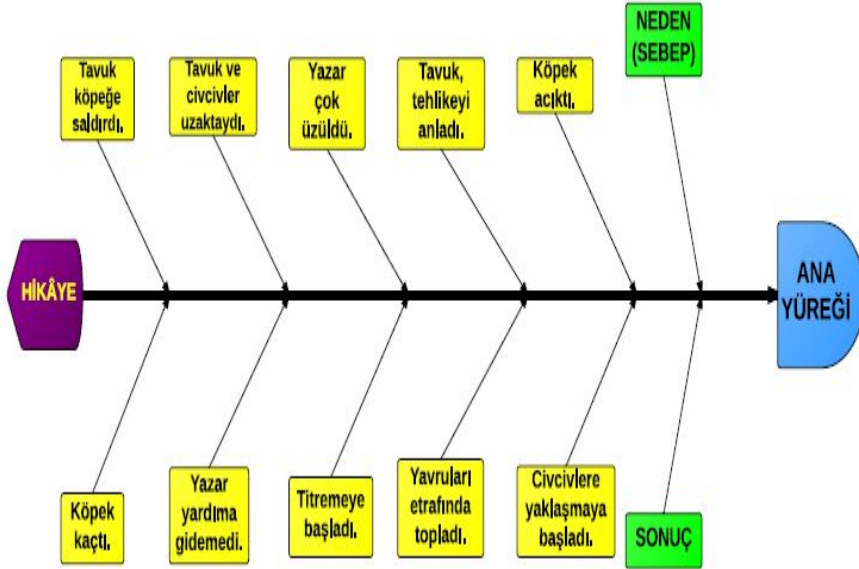 NEDEN
(SEBEP)
Tavuk
köpeğe
saldırdı.
Tavuk ve
civcivler
uzaktaydı.
Yazar
çok
üzüldü.
Tavuk,
tehlikeyi
anladı.
Köpek
acıktı.
HİKÂYE
ANA
YÜREĞİ
Köpek
kaçtı.
Yazar
yardıma
gidemedi.
Titremeye
başladı.
Yavruları
etrafında
topladı.
Civcivlere
yaklaşmaya
başladı.
SONUÇ